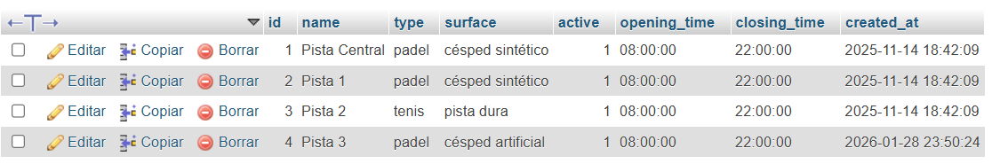 id name type surface active opening_time closing_time created_at
Editar Copiar Borrar 1 Pista Central padel césped sintético 1 08:00:00 22:00:00 2025-11-14 18:42:09
Editar Copiar Borrar 2 Pista 1 padel césped sintético 1 08:00:00 22:00:00 2025-11-14 18:42:09
Editar Copiar Borrar 3 Pista 2 tenis pista dura 1 08:00:00 22:00:00 2025-11-14 18:42:09
Editar Copiar Borrar 4 Pista 3 padel césped artificial 1 08:00:00 22:00:00 2026-01-28 23:50:24